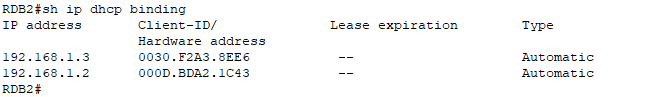 RDB2#sh ip dhcp binding
IP address       Client-ID/              Lease expiration        Type
                 Hardware address
192.168.1.3      0030.F2A3.8EE6           --                     Automatic
192.168.1.2      000D.BDA2.1C43           --                     Automatic
RDB2#